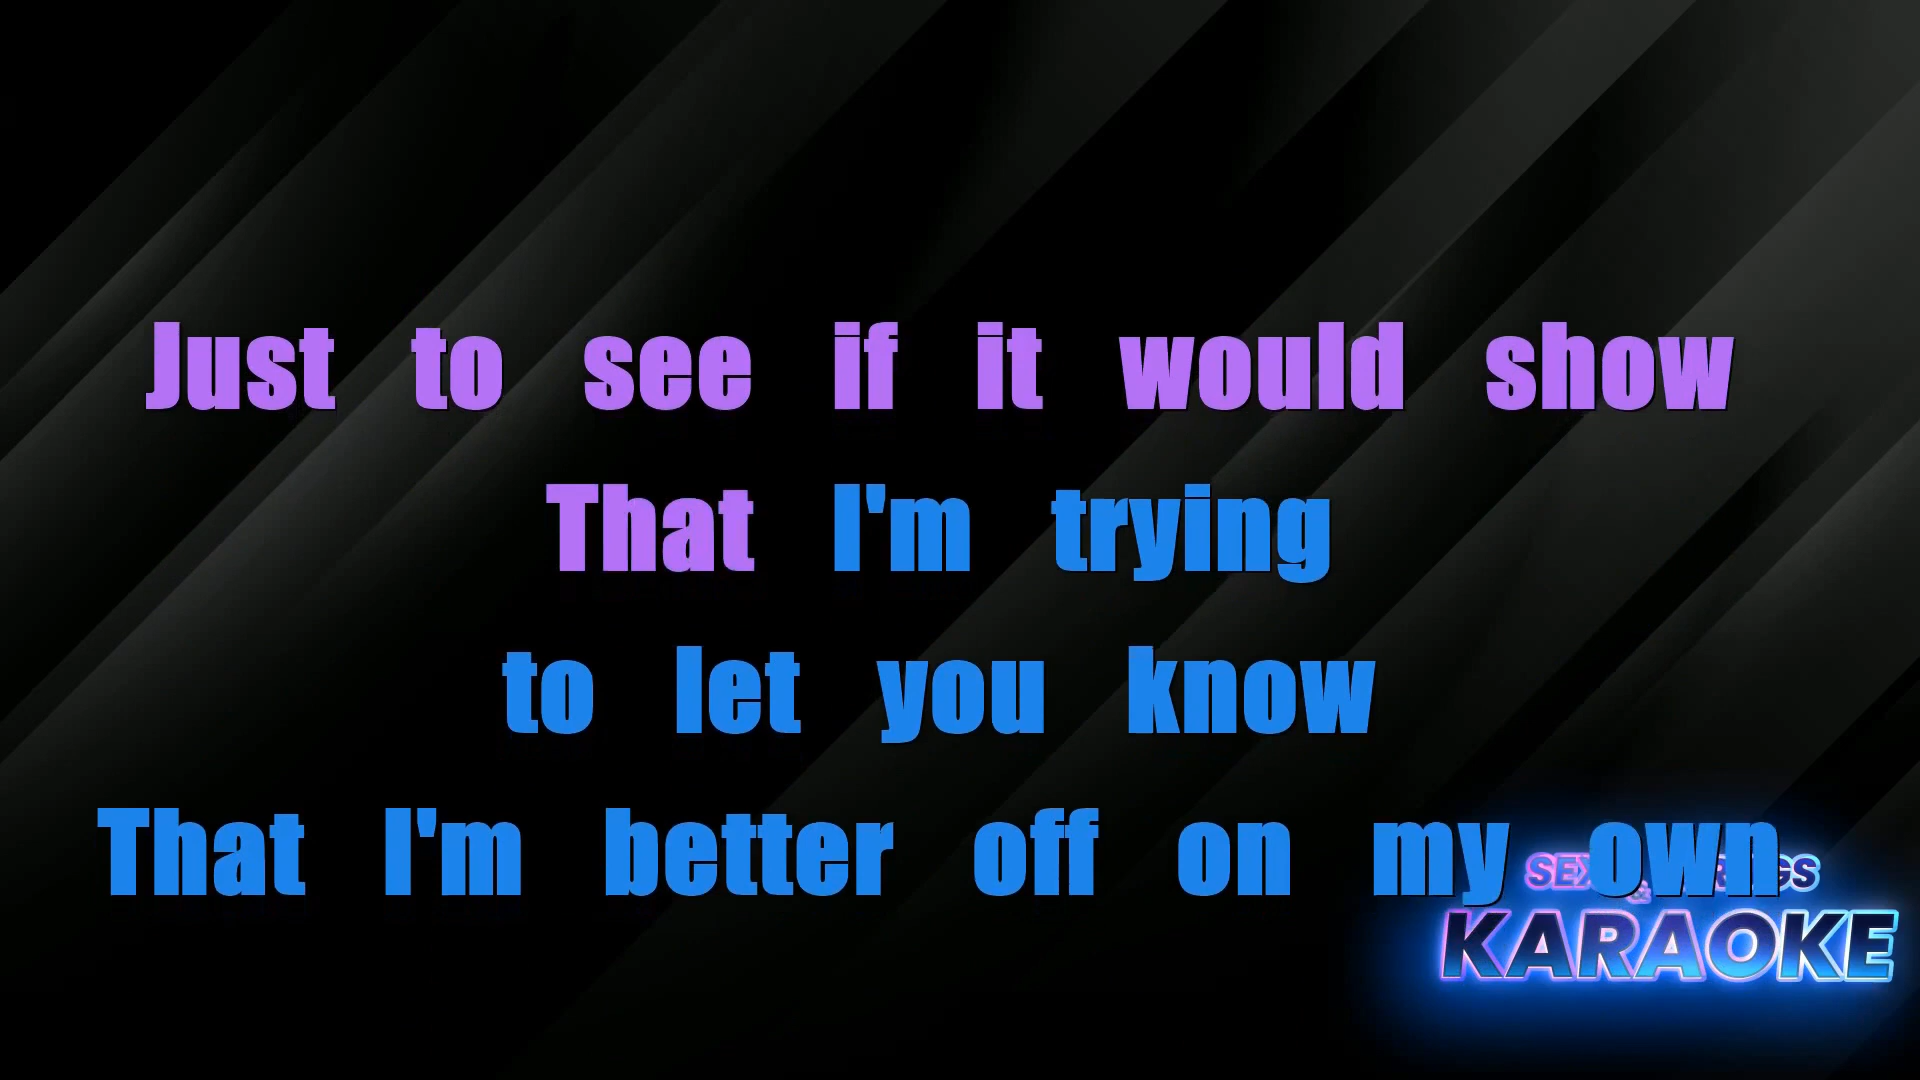 Just to see if it would show
That I'm trying
to let you know
That I'm better off on my own
KARAOKE